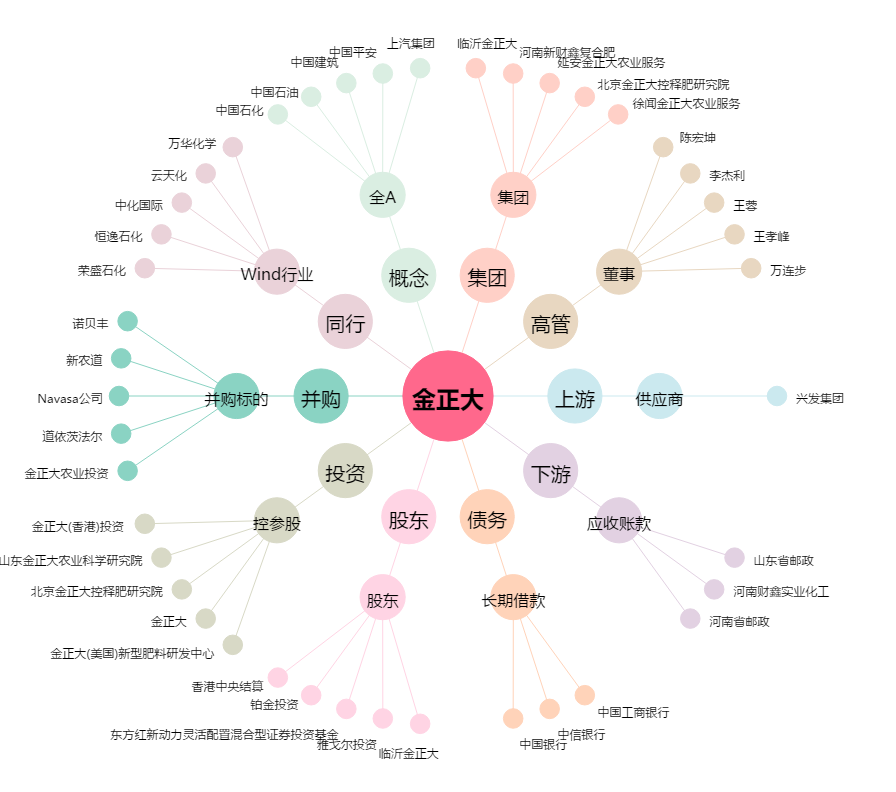 上汽集团
中国平安
中国建筑
中国石油
中国石化
全A
概念
临沂金正大
河南新财鑫复合肥
延安金正大农业服务
北京金正大控释肥研究院
徐闻金正大农业服务
集团
集团
万华化学
云天化
中化国际
恒逸石化
荣盛石化
Wind行业
同行
陈宏坤
李杰利
王蓉
王孝峰
万连步
董事
高管
诺贝丰
新农道
Navasa公司
道依茨法尔
金正大农业投资
并购标的
并购
金正大
上游
供应商
兴发集团
投资
控参股
金正大(香港)投资
山东金正大农业科学研究院
北京金正大控释肥研究院
金正大
金正大(美国)新型肥料研发中心
下游
应收账款
山东省邮政
河南财鑫实业化工
河南省邮政
股东
股东
香港中央结算
铂金投资
东方红新动力灵活配置混合型证券投资基金
雅戈尔投资
临沂金正大
债务
长期借款
中国工商银行
中信银行
中国银行